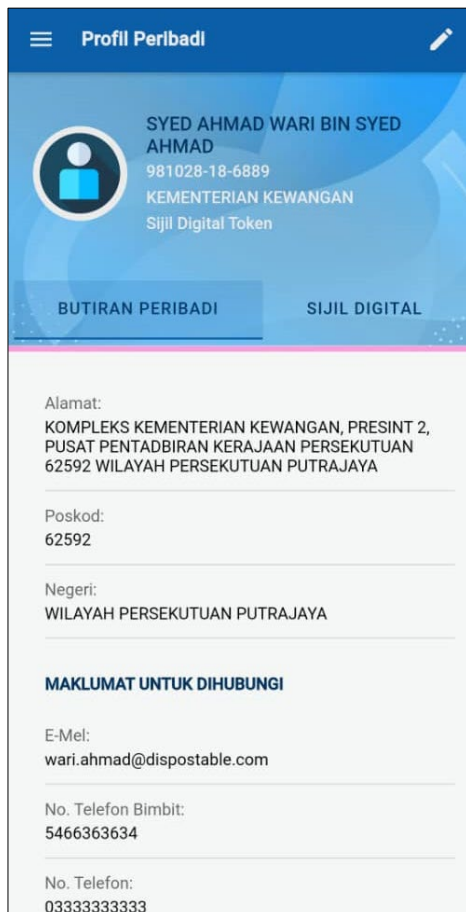 Profil Peribadi
SYED AHMAD WARI BIN SYED
AHMAD
981028-18-6889
KEMENTERIAN KEWANGAN
Sijil Digital Token
BUTIRAN PERIBADI
SIJIL DIGITAL
Alamat:
KOMPLEKS KEMENTERIAN KEWANGAN, PRESINT 2,
PUSAT PENTADBIRAN KERAJAAN PERSEKUTUAN
62592 WILAYAH PERSEKUTUAN PUTRAJAYA
Poskod:
62592
Negeri:
WILAYAH PERSEKUTUAN PUTRAJAYA
MAKLUMAT UNTUK DIHUBUNGI
E-Mel:
wari.ahmad@dispostable.com
No. Telefon Bimbit:
5466363634
No. Telefon:
03333333333